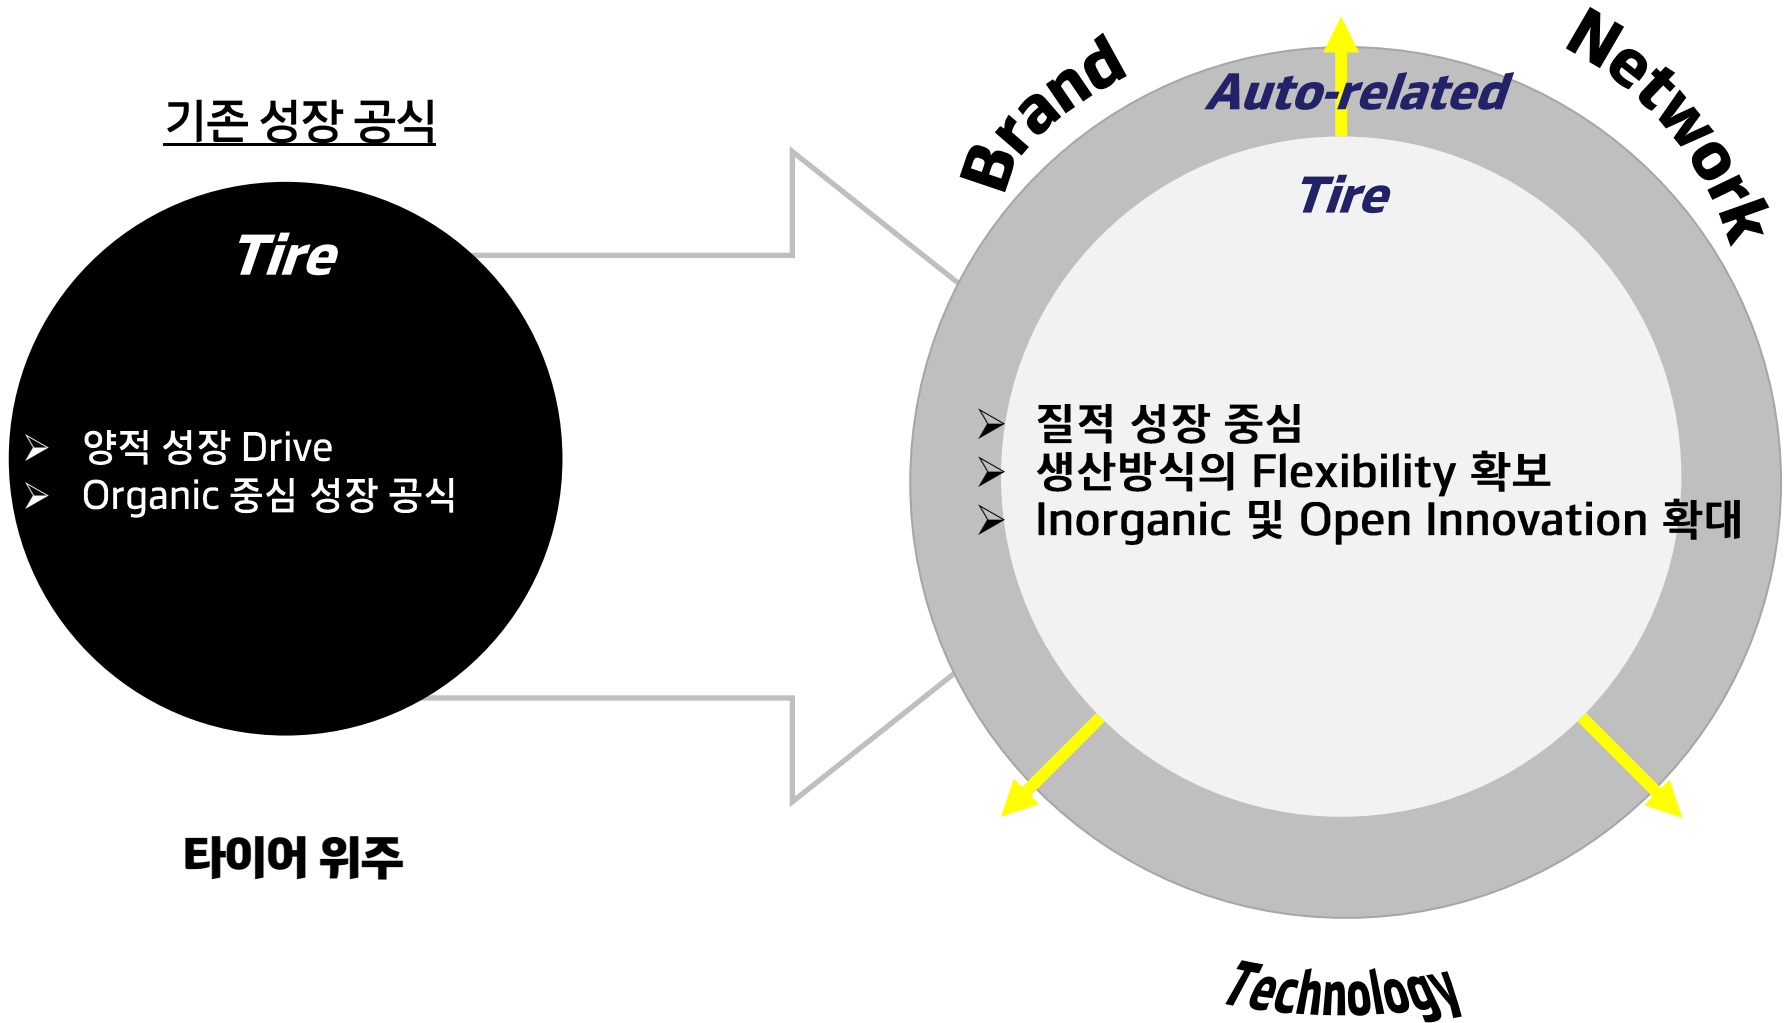 기존 성장 공식
Tire
양적 성장 Drive
Organic 중심 성장 공식
타이어 위주
Brand
Network
Auto-related
Tire
질적 성장 중심
생산방식의 Flexibility 확보
Inorganic 및 Open Innovation 확대
Technology